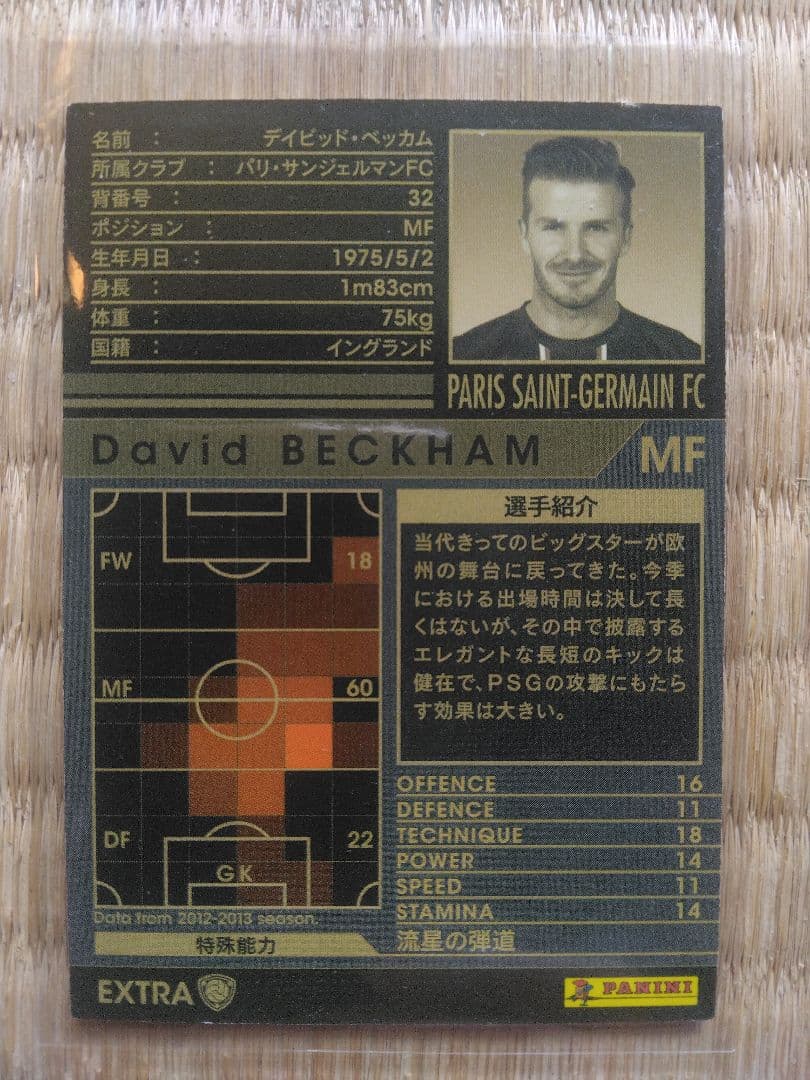 名前 : デイビッド・ベッカム
所属クラブ : パリ・サンジェルマンFC
背番号 : 32
ポジション : MF
生年月日 : 1975/5/2
身長 : 1m83cm
体重 : 75kg
国籍 : イングランド
PARIS SAINT-GERMAIN FC
David BECKHAM
MF
FW 18
MF 60
DF 22
GK
Data from 2012-2013 season.
特殊能力
選手紹介
当代きってのビッグスターが欧
州の舞台に戻ってきた。今季
における出場時間は決して長
くはないが、その中で披露する
エレガントな長短のキックは
健在で、PSGの攻撃にもたら
す効果は大きい。
OFFENCE 16
DEFENCE 11
TECHNIQUE 18
POWER 14
SPEED 11
STAMINA 14
流星の弾道
EXTRA
PANINI